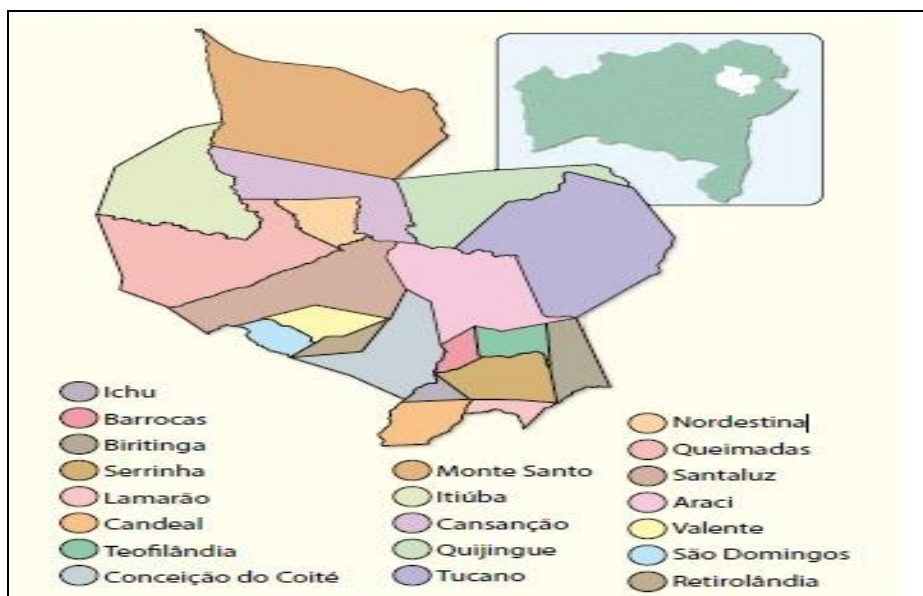 Ichu
Barrocas
Biritinga
Serrinha
Lamarão
Candeal
Teofilândia
Conceição do Coité
Monte Santo
Itiúba
Cansanção
Quijingue
Tucano
Nordestina
Queimadas
Santaluz
Araci
Valente
São Domingos
Retirolândia